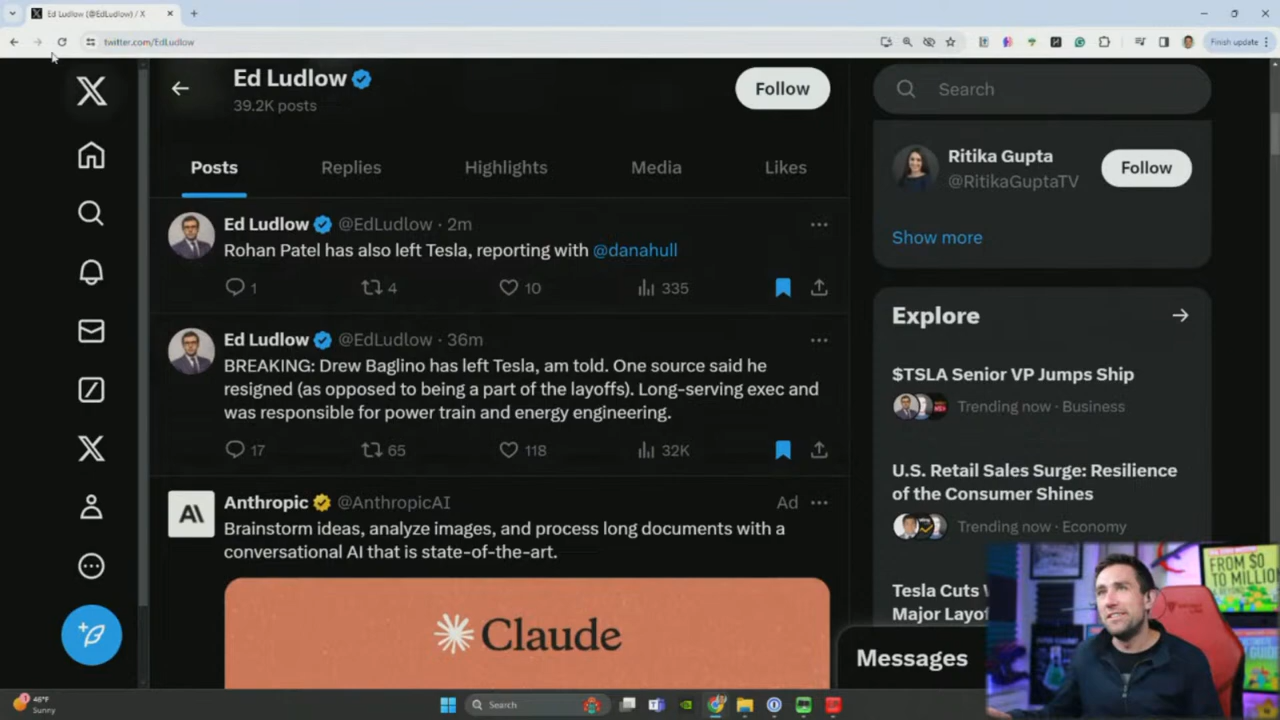 Ed Ludlow (@EdLudlow) / X
twitter.com/EdLudlow
Finish update
Ed Ludlow
39.2K posts
Follow
Search
Posts
Replies
Highlights
Media
Likes
Ritika Gupta
@RitikaGuptaTV
Follow
Show more
Ed Ludlow @EdLudlow · 2m
Rohan Patel has also left Tesla, reporting with @danahull
1
4
10
335
Ed Ludlow @EdLudlow · 36m
BREAKING: Drew Baglino has left Tesla, am told. One source said he
resigned (as opposed to being a part of the layoffs). Long-serving exec and
was responsible for power train and energy engineering.
17
65
118
32K
Anthropic @AnthropicAI
Ad
Brainstorm ideas, analyze images, and process long documents with a
conversational AI that is state-of-the-art.
Claude
Explore
$TSLA Senior VP Jumps Ship
Trending now · Business
U.S. Retail Sales Surge: Resilience
of the Consumer Shines
Trending now · Economy
Tesla Cuts
Major Layof
Messages
FROM $0
TO MILLIO
46°F
Sunny
Search